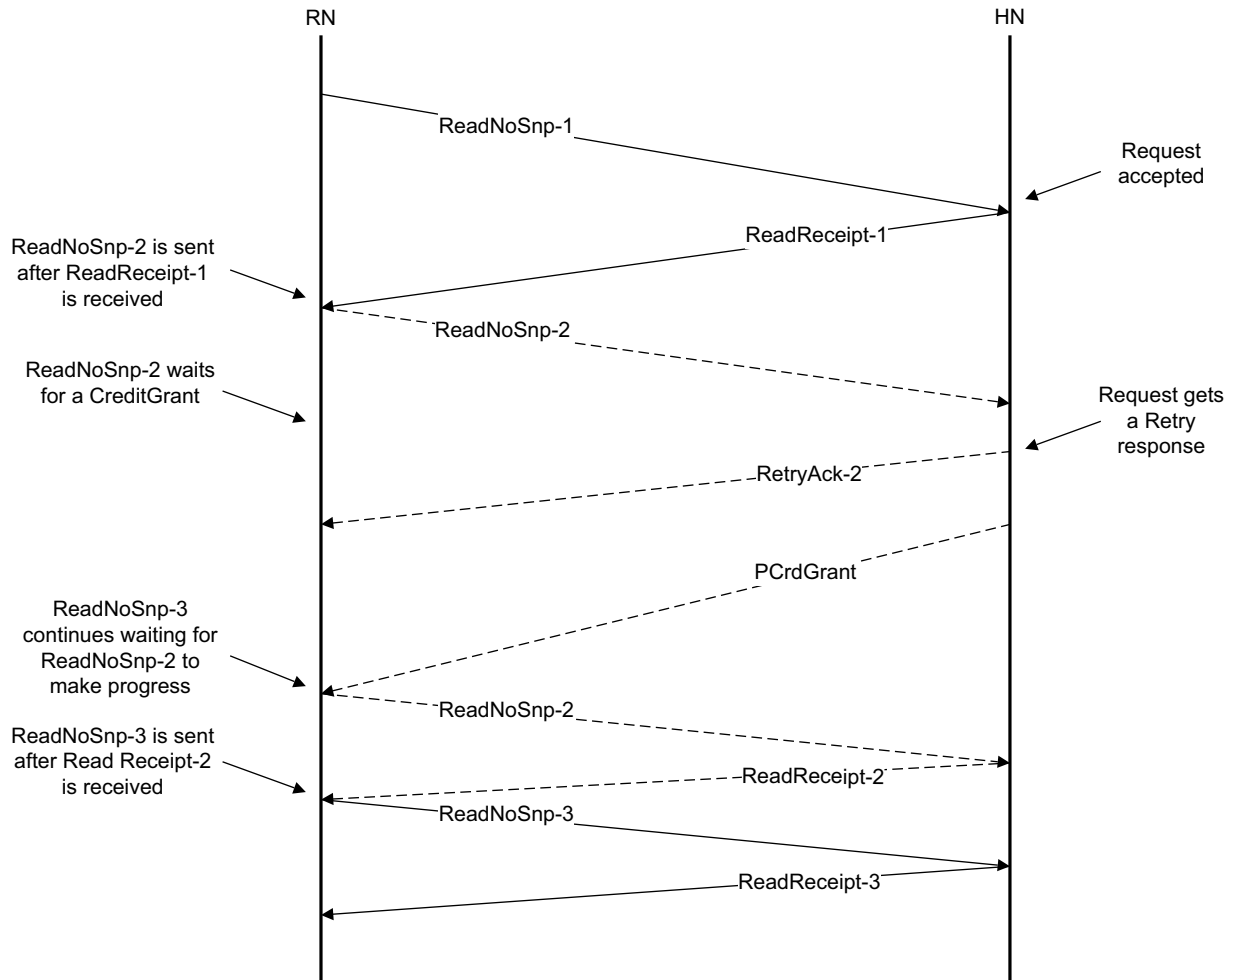 RN
HN
ReadNoSnp-1
Request
accepted
ReadReceipt-1
ReadNoSnp-2 is sent
after ReadReceipt-1
is received
ReadNoSnp-2
ReadNoSnp-2 waits
for a CreditGrant
Request gets
a Retry
response
RetryAck-2
PCrdGrant
ReadNoSnp-3
continues waiting for
ReadNoSnp-2 to
make progress
ReadNoSnp-2
ReadNoSnp-3 is sent
after Read Receipt-2
is received
ReadReceipt-2
ReadNoSnp-3
ReadReceipt-3